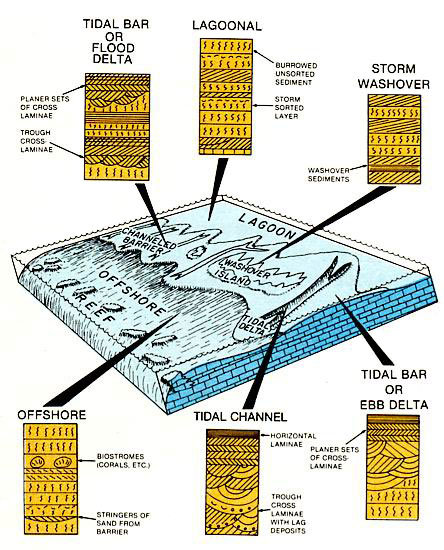 TIDAL BAR
OR
FLOOD
DELTA
PLANER SETS
OF CROSS
LAMINAE
TROUGH
CROSS-
LAMINAE
LAGOONAL
BURROWED
UNSORTED
SEDIMENT
STORM
SORTED
LAYER
STORM
WASHOVER
WASHOVER
SEDIMENTS
LAGOON
CHANNELED
BARRIER
WASHOVER
ISLAND
OFFSHORE
REEF
TIDAL
DELTA
OFFSHORE
BIOSTROMES
(CORALS, ETC.)
STRINGERS OF
SAND FROM
BARRIER
TIDAL CHANNEL
HORIZONTAL
LAMINAE
TROUGH
CROSS
LAMINAE
WITH LAG
DEPOSITS
TIDAL BAR
OR
EBB DELTA
PLANER SETS
OF CROSS-
LAMINAE